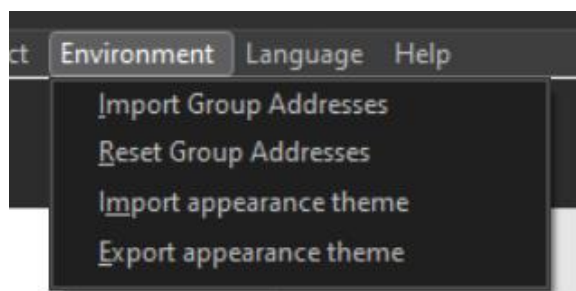 ct Environment Language Help
Import Group Addresses
Reset Group Addresses
Import appearance theme
Export appearance theme